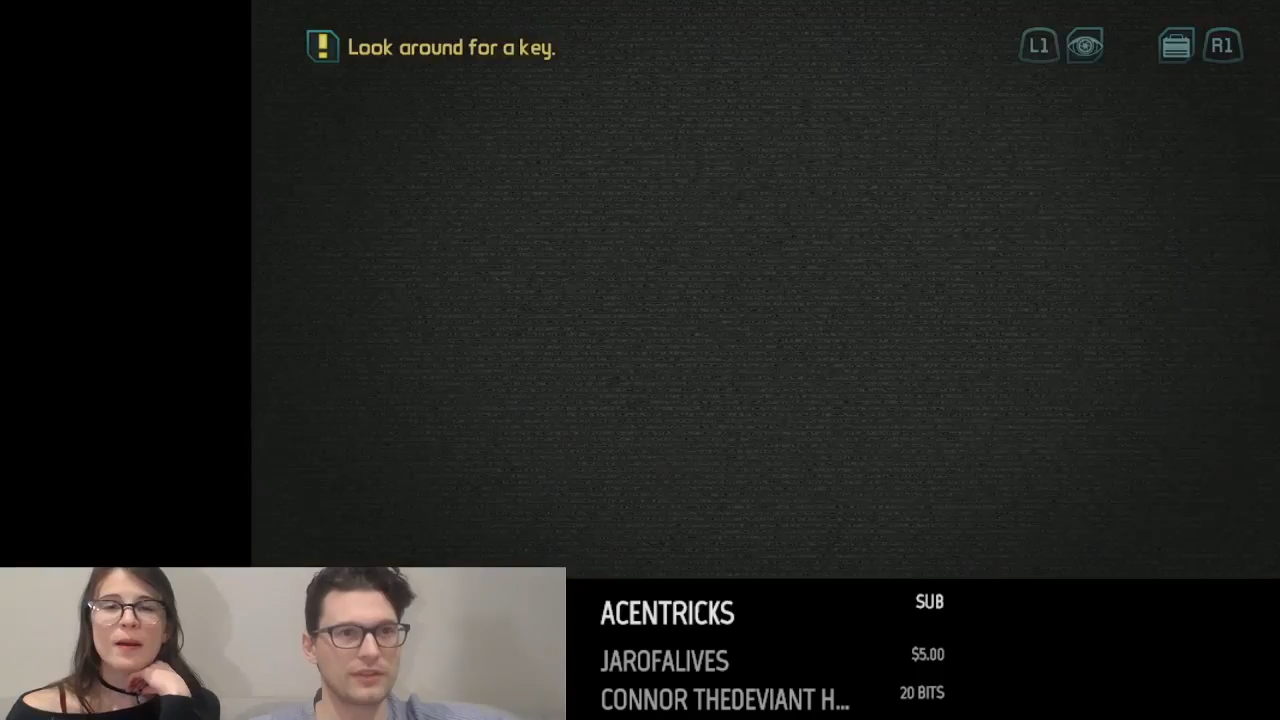 Look around for a key.
L1
R1
ACENTRICKS SUB
JAROFALIVES $5.00
CONNOR THEDEVIANT H... 20 BITS